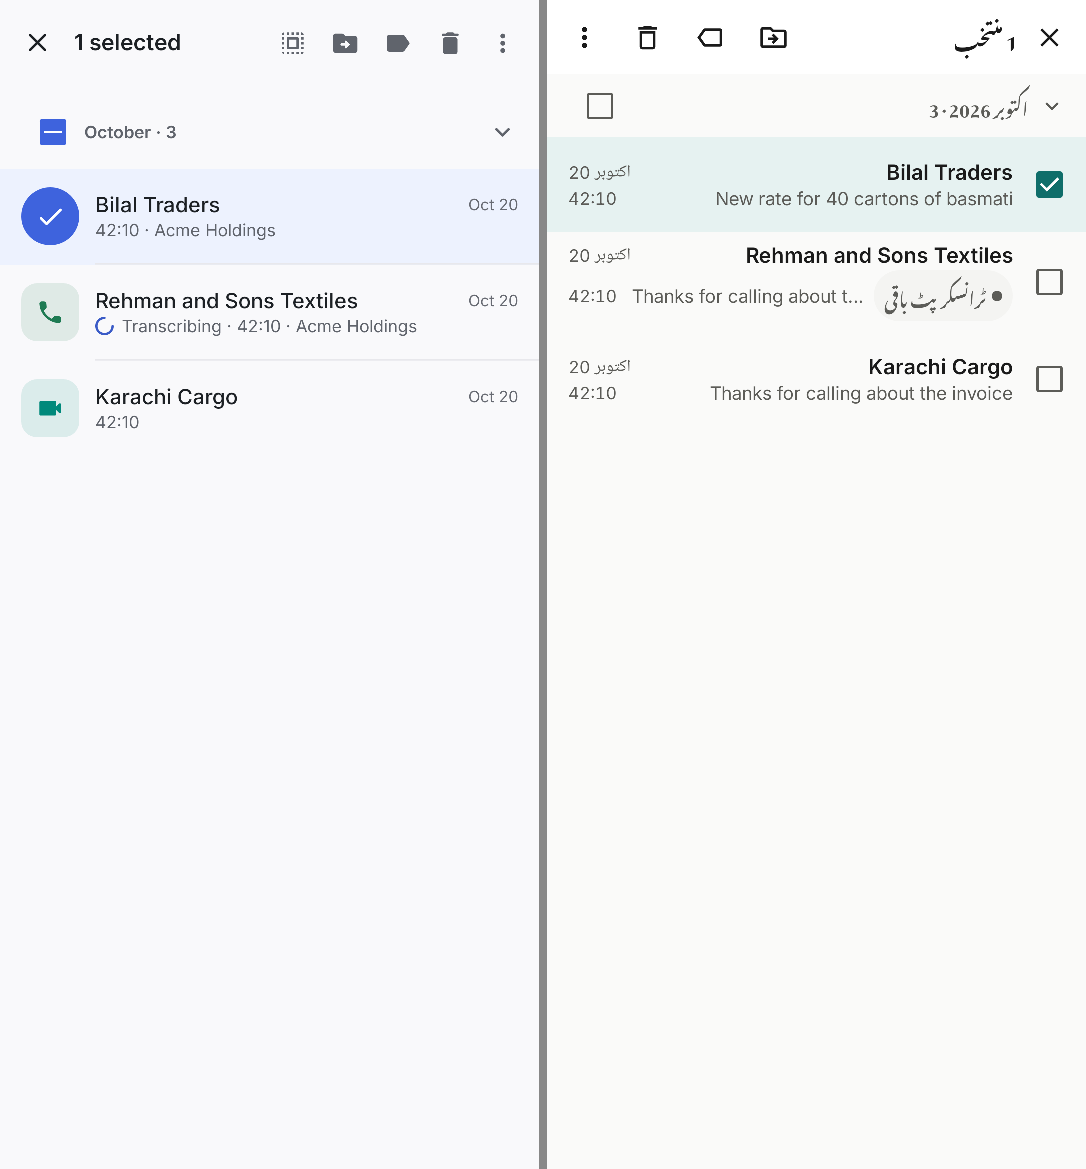 1 selected
October · 3
Bilal Traders
Oct 20
42:10 · Acme Holdings
Rehman and Sons Textiles
Oct 20
Transcribing · 42:10 · Acme Holdings
Karachi Cargo
Oct 20
42:10
1 منتخب
اکتوبر 2026 · 3
Bilal Traders
20 اکتوبر
New rate for 40 cartons of basmati
42:10
Rehman and Sons Textiles
20 اکتوبر
ٹرانسکرپٹ باقی
Thanks for calling about t...
42:10
Karachi Cargo
20 اکتوبر
Thanks for calling about the invoice
42:10